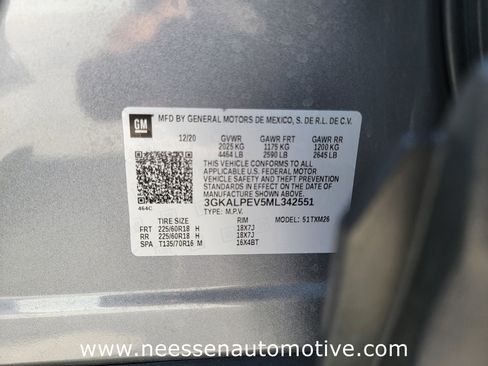 GM
MFD BY GENERAL MOTORS DE MEXICO, S. DE R.L. DE C.V.
12/20 GVWR GAWR FRT GAWR RR
2025 KG 1175 KG 1200 KG
4464 LB 2590 LB 2645 LB
THIS VEHICLE CONFORMS TO ALL APPLICABLE
U.S. FEDERAL MOTOR VEHICLE SAFETY, BUMPER,
AND THEFT PREVENTION STANDARDS
IN EFFECT ON THE DATE OF
MANUFACTURE SHOWN ABOVE.
3GKALPEV5ML342551
464C TYPE: M.P.V. MODEL: 51TXM26
TIRE SIZE RIM
FRT 225/60R18 H 18X7J
RR 225/60R18 H 18X7J
SPA T135/70R16 M 16X4BT
www.neessenautomotive.com